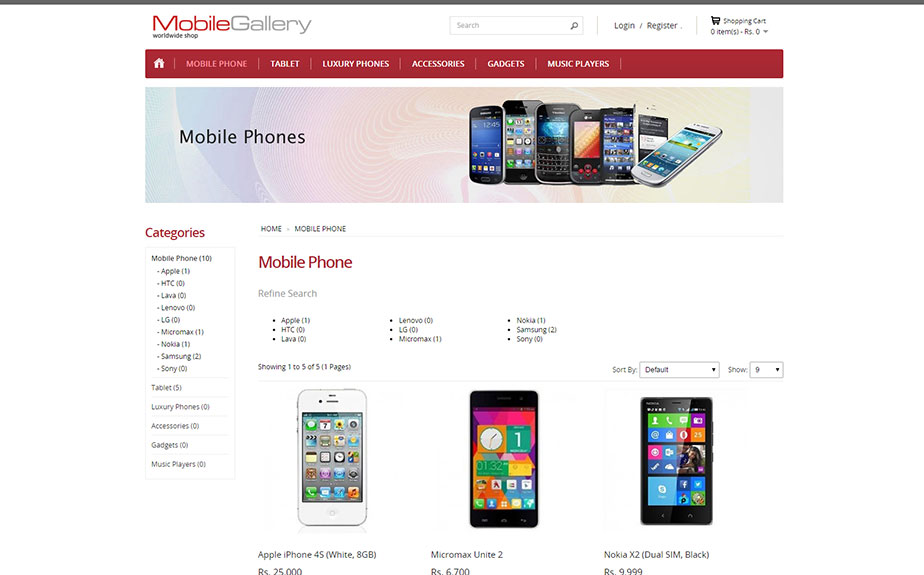 MobileGallery
worldwide shop
Search
Login / Register .
Shopping Cart
0 item(s) - Rs. 0
MOBILE PHONE
TABLET
LUXURY PHONES
ACCESSORIES
GADGETS
MUSIC PLAYERS
Mobile Phones
Categories
Mobile Phone (10)
- Apple (1)
- HTC (0)
- Lava (0)
- Lenovo (0)
- LG (0)
- Micromax (1)
- Nokia (1)
- Samsung (2)
- Sony (0)
Tablet (5)
Luxury Phones (0)
Accessories (0)
Gadgets (0)
Music Players (0)
HOME » MOBILE PHONE
Mobile Phone
Refine Search
Apple (1)
HTC (0)
Lava (0)
Lenovo (0)
LG (0)
Micromax (1)
Nokia (1)
Samsung (2)
Sony (0)
Showing 1 to 5 of 5 (1 Pages)
Sort By: Default
Show: 9
Apple iPhone 4S (White, 8GB)
Rs. 25,000
Micromax Unite 2
Rs. 6,700
Nokia X2 (Dual SIM, Black)
Rs. 9,999